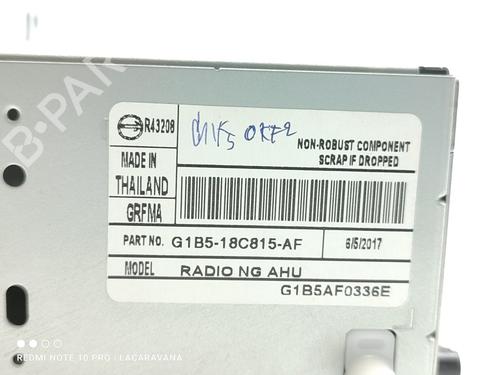 R43208
NON-ROBUST COMPONENT
SCRAP IF DROPPED
MADE IN
THAILAND
GRFMA
PART NO. G1B5-18C815-AF 6/5/2017
MODEL RADIO NG AHU
G1B5AF0336E
B-PARTS
REDMI NOTE 10 PRO | LACARAVANA